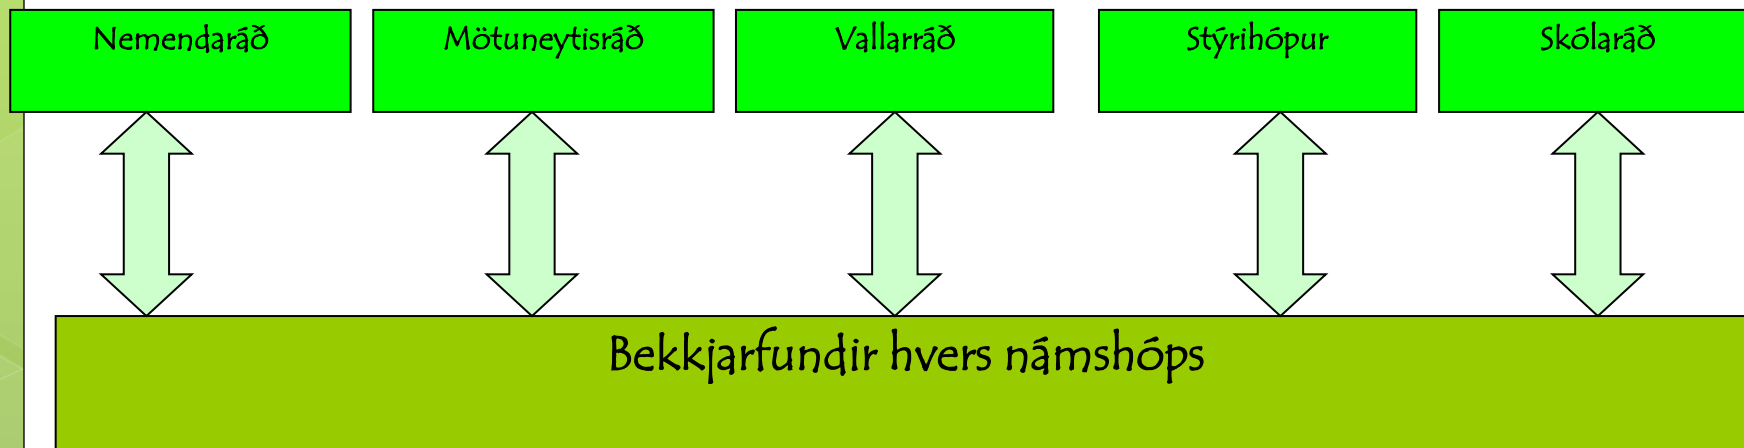 Nemendaráð
Mötuneytisráð
Vallarráð
Stýrihópur
Skólaráð
Bekkjarfundir hvers námshóps